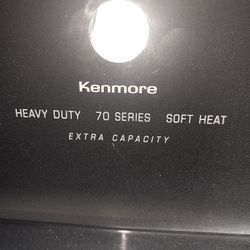 Kenmore
HEAVY DUTY 70 SERIES SOFT HEAT
EXTRA CAPACITY